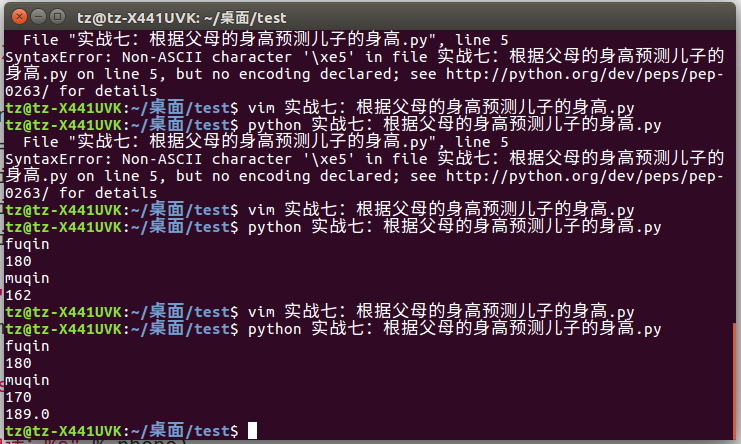 tz@tz-X441UVK: ~/桌面/test
File "实战七：根据父母的身高预测儿子的身高.py", line 5
SyntaxError: Non-ASCII character '\xe5' in file 实战七：根据父母的身高预测儿子的
身高.py on line 5, but no encoding declared; see http://python.org/dev/peps/pep-
0263/ for details
tz@tz-X441UVK:~/桌面/test$ vim 实战七：根据父母的身高预测儿子的身高.py
tz@tz-X441UVK:~/桌面/test$ python 实战七：根据父母的身高预测儿子的身高.py
File "实战七：根据父母的身高预测儿子的身高.py", line 5
SyntaxError: Non-ASCII character '\xe5' in file 实战七：根据父母的身高预测儿子的
身高.py on line 5, but no encoding declared; see http://python.org/dev/peps/pep-
0263/ for details
tz@tz-X441UVK:~/桌面/test$ vim 实战七：根据父母的身高预测儿子的身高.py
tz@tz-X441UVK:~/桌面/test$ python 实战七：根据父母的身高预测儿子的身高.py
fuqin
180
muqin
162
tz@tz-X441UVK:~/桌面/test$ vim 实战七：根据父母的身高预测儿子的身高.py
tz@tz-X441UVK:~/桌面/test$ python 实战七：根据父母的身高预测儿子的身高.py
fuqin
180
muqin
170
189.0
tz@tz-X441UVK:~/桌面/test$